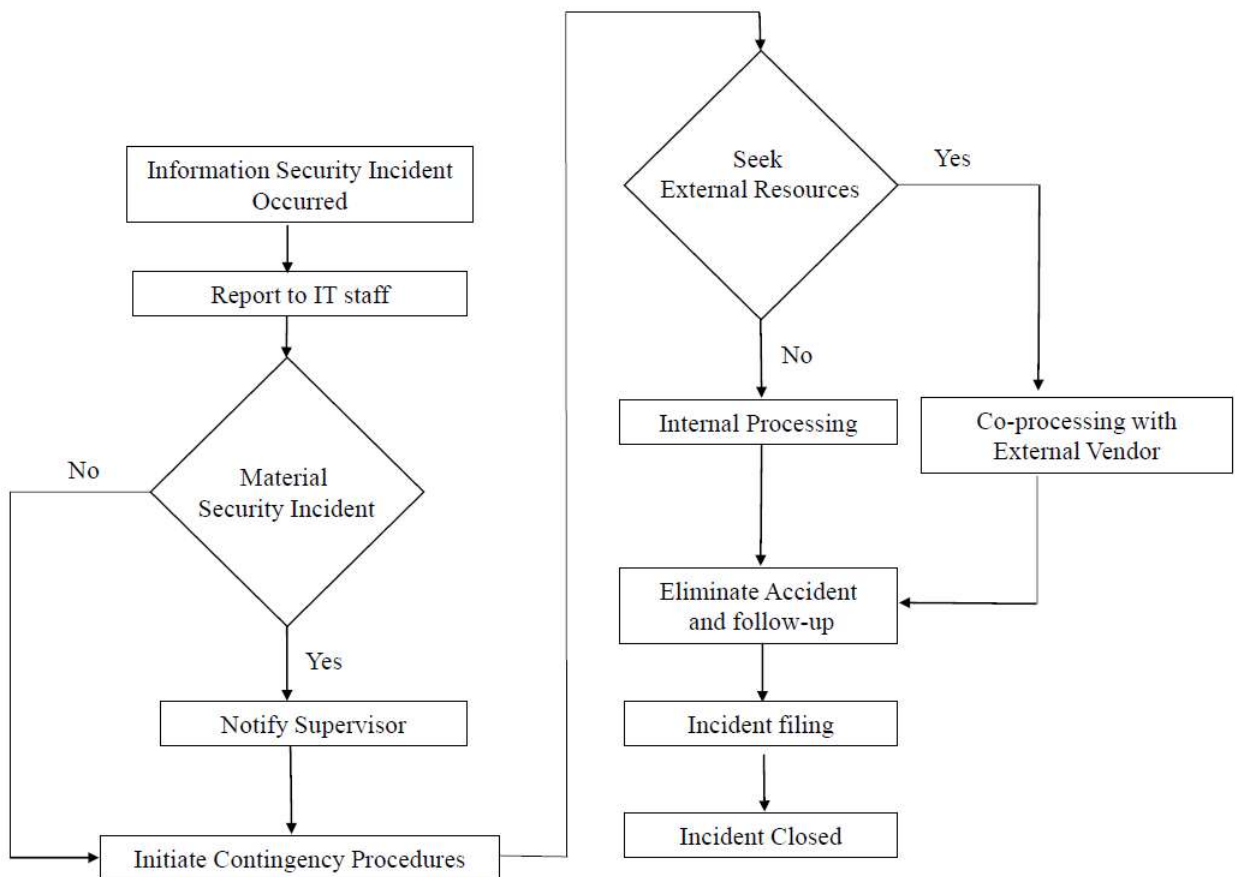 Information Security Incident
Occurred
Report to IT staff
No
Material
Security Incident
Yes
Notify Supervisor
Initiate Contingency Procedures
Seek
External Resources
Yes
No
Internal Processing
Co-processing with
External Vendor
Eliminate Accident
and follow-up
Incident filing
Incident Closed